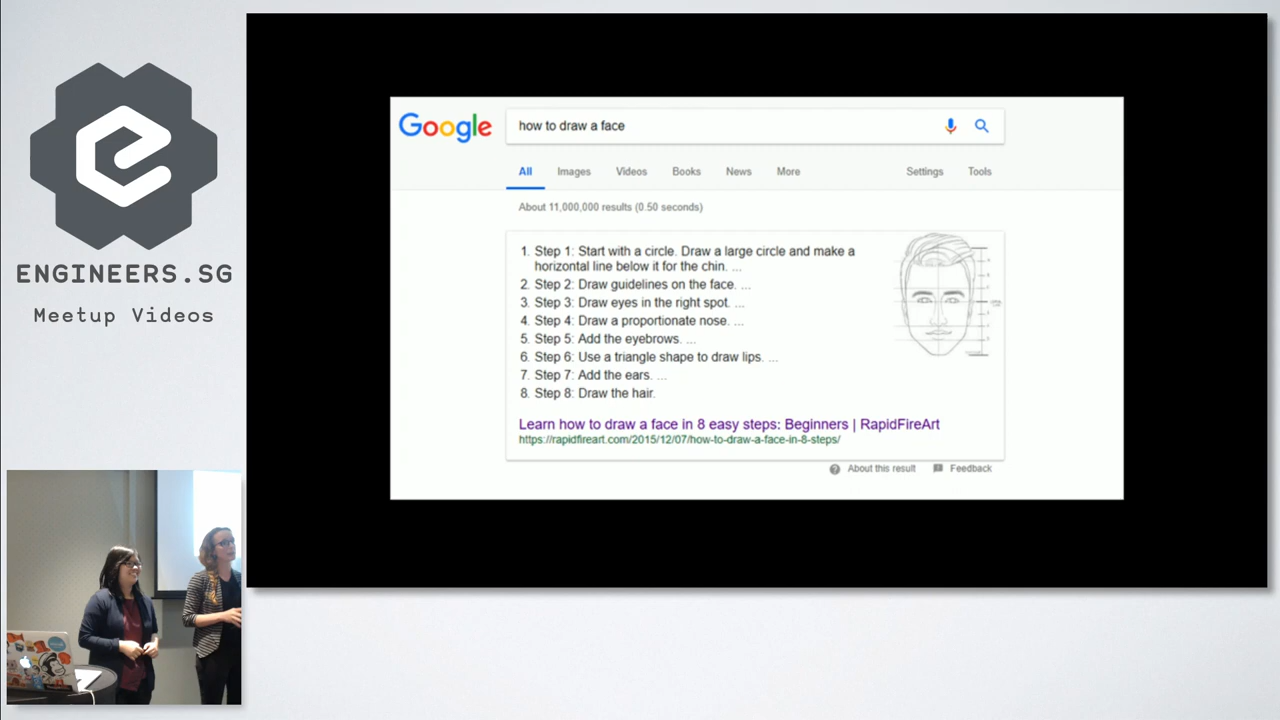 ENGINEERS.SG
Meetup Videos
Google
how to draw a face
All Images Videos Books News More Settings Tools
About 11,000,000 results (0.50 seconds)
1. Step 1: Start with a circle. Draw a large circle and make a
horizontal line below it for the chin. ...
2. Step 2: Draw guidelines on the face. ...
3. Step 3: Draw eyes in the right spot. ...
4. Step 4: Draw a proportionate nose. ...
5. Step 5: Add the eyebrows. ...
6. Step 6: Use a triangle shape to draw lips. ...
7. Step 7: Add the ears. ...
8. Step 8: Draw the hair.
Learn how to draw a face in 8 easy steps: Beginners | RapidFireArt
https://rapidfireart.com/2015/12/07/how-to-draw-a-face-in-8-steps/
About this result Feedback